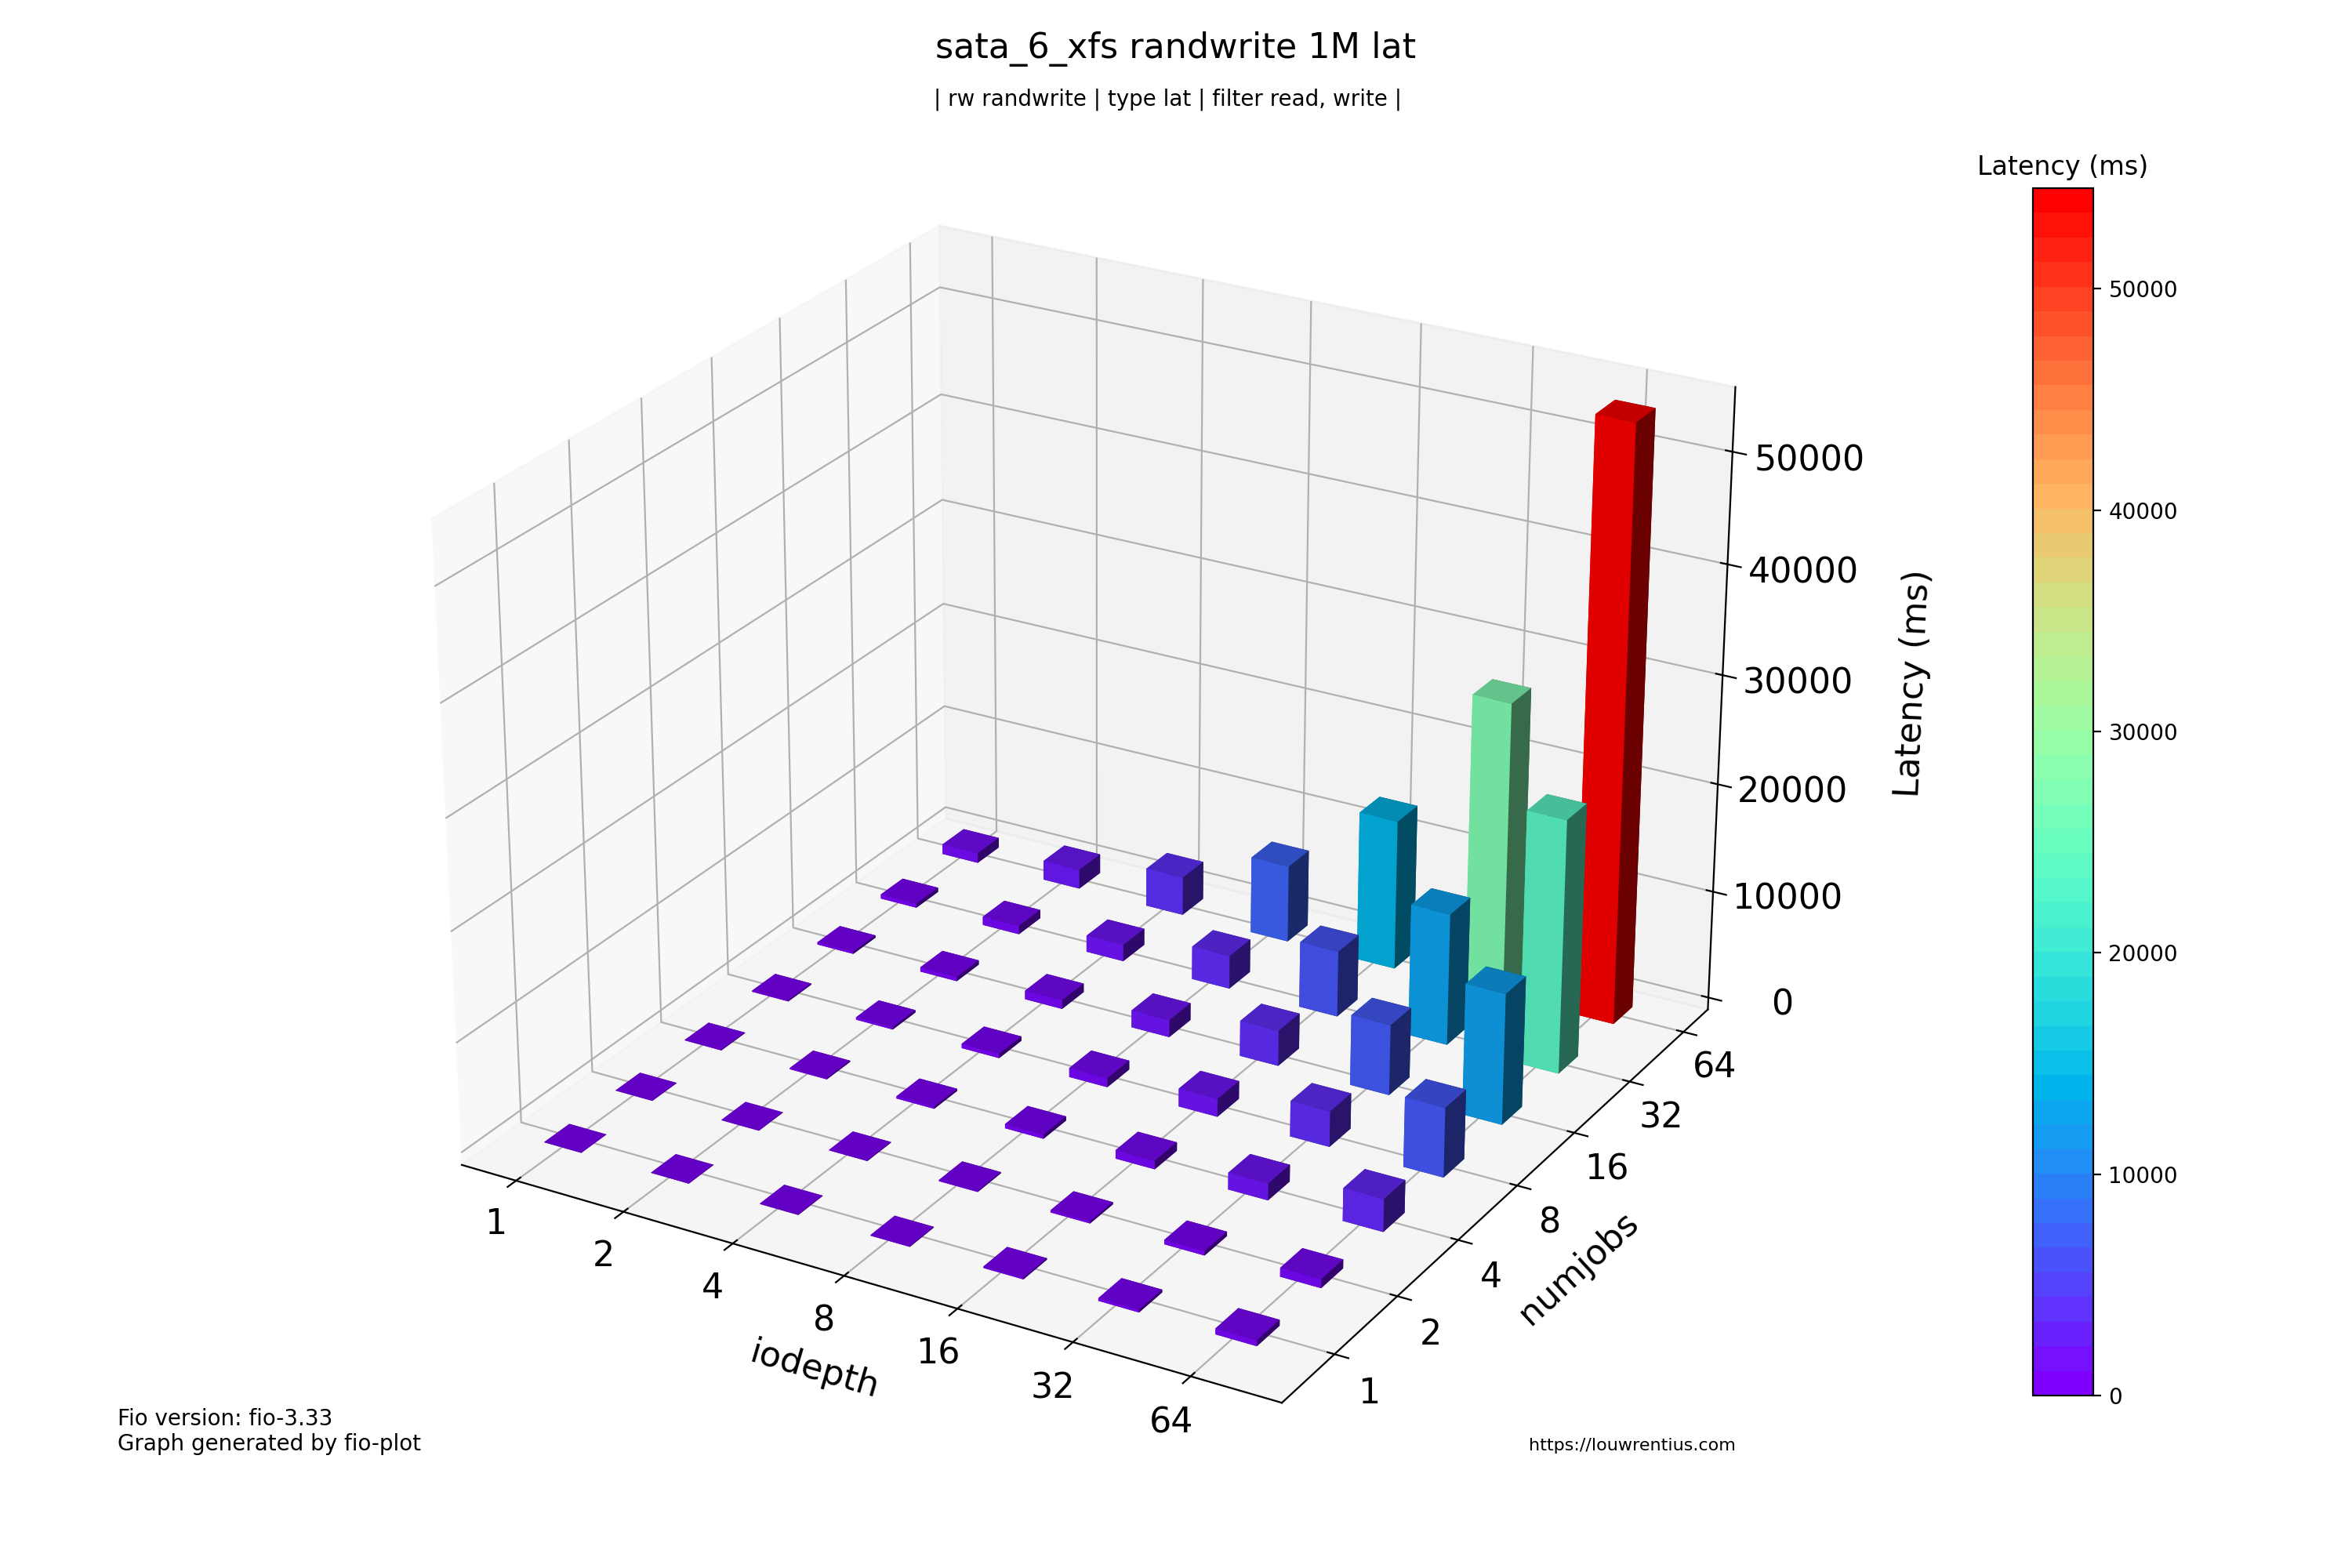 sata_6_xfs randwrite 1M lat
| rw randwrite | type lat | filter read, write |
Latency (ms)
50000
40000
30000
20000
10000
0
50000
40000
30000
20000
10000
0
Latency (ms)
64
32
16
8
4
2
1
numjobs
1
2
4
8
16
32
64
iodepth
Fio version: fio-3.33
Graph generated by fio-plot
https://louwrentius.com